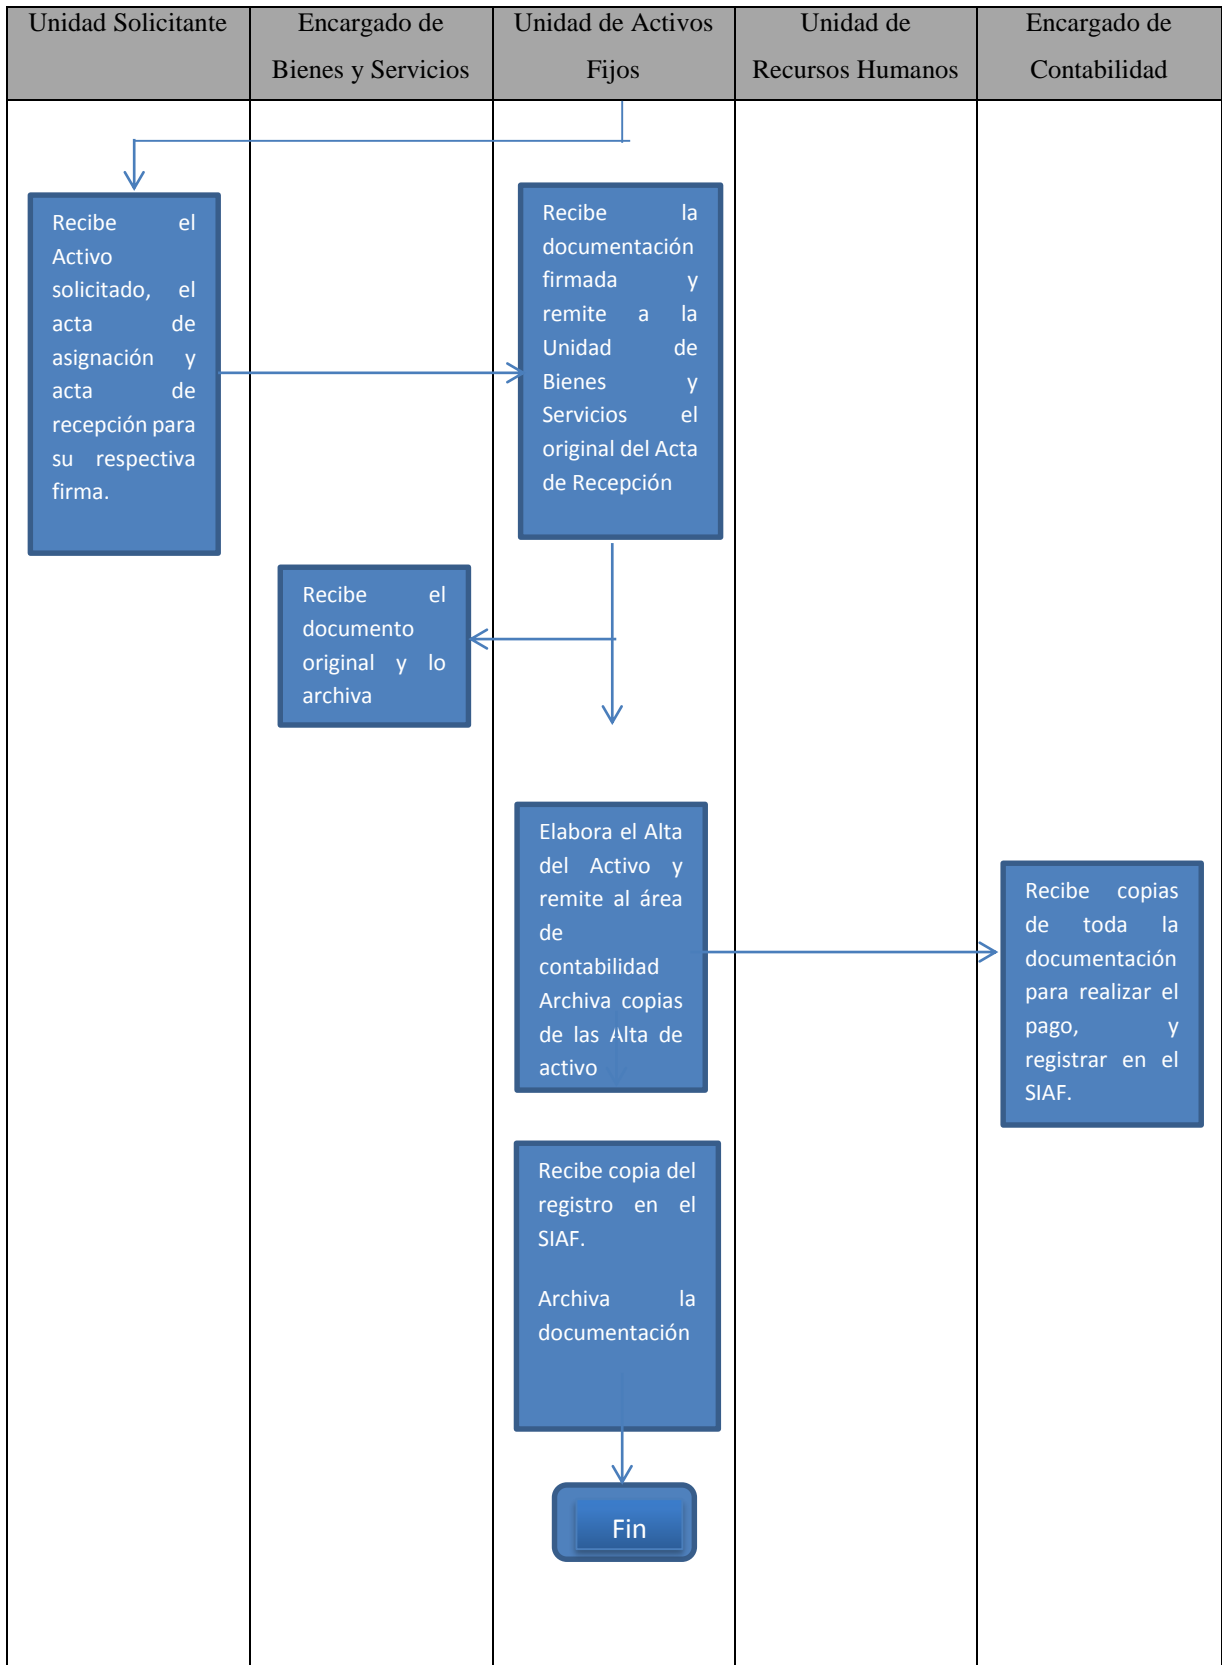 Unidad Solicitante
Encargado de
Bienes y Servicios
Unidad de Activos
Fijos
Unidad de
Recursos Humanos
Encargado de
Contabilidad
Recibe el
Activo
solicitado, el
acta de
asignación y
acta de
recepción para
su respectiva
firma.
Recibe la
documentación
firmada y
remite a la
Unidad de
Bienes y
Servicios el
original del Acta
de Recepción
Recibe el
documento
original y lo
archiva
Elabora el Alta
del Activo y
remite al área
de
contabilidad
Archiva copias
de las Alta de
activo
Recibe copias
de toda la
documentación
para realizar el
pago, y
registrar en el
SIAF.
Recibe copia del
registro en el
SIAF.
Archiva la
documentación
Fin